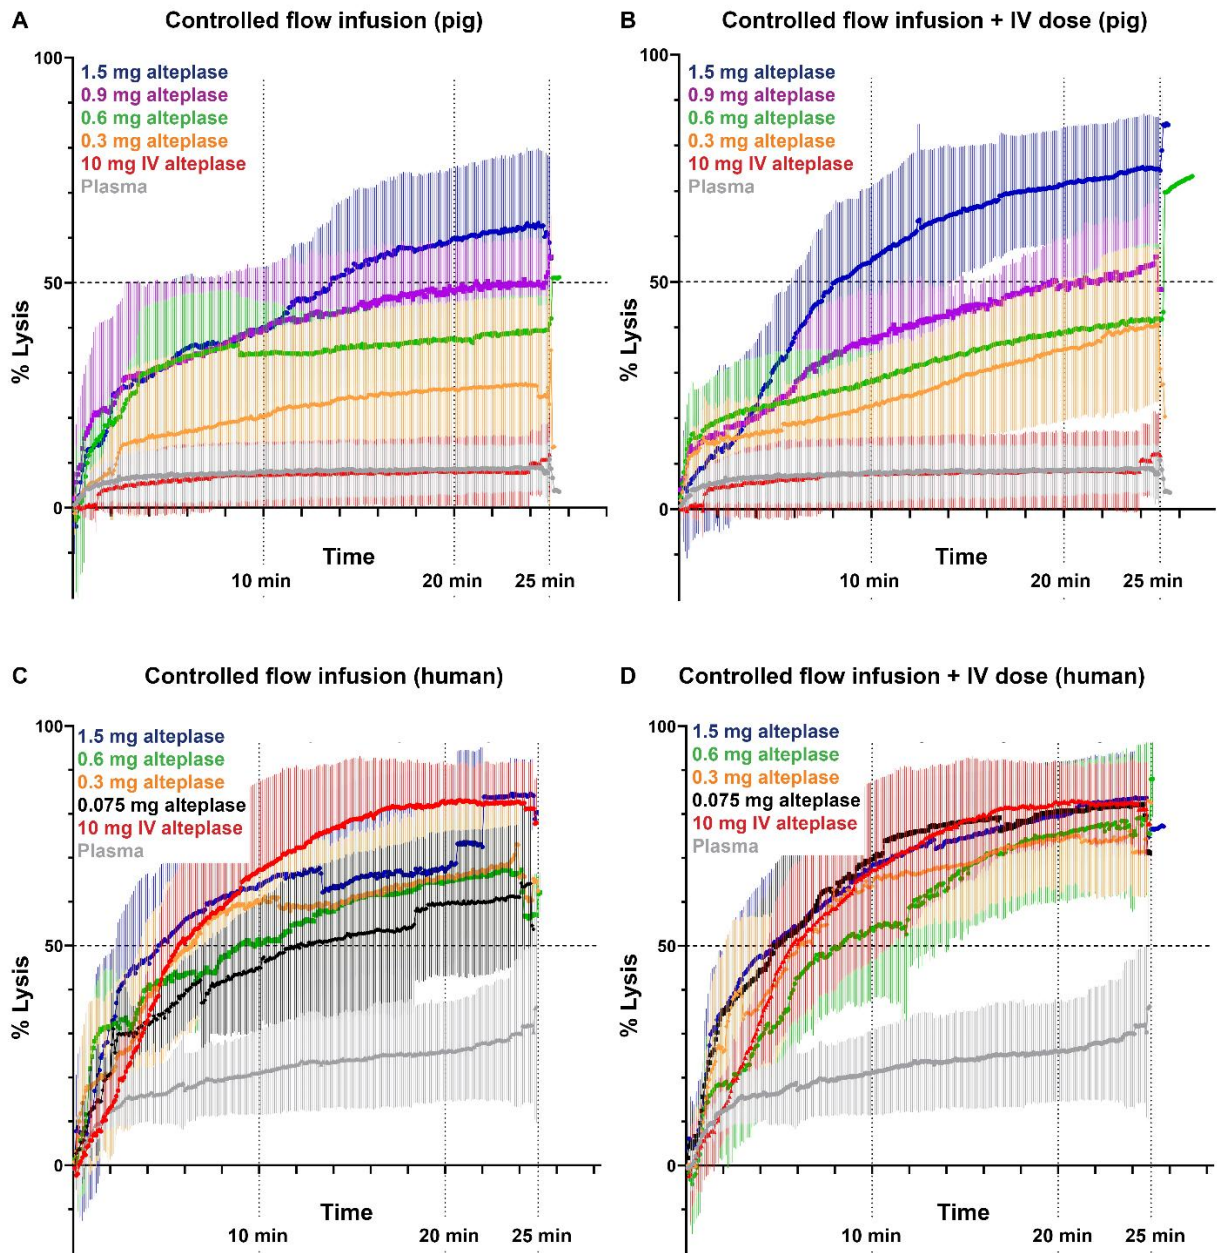 A Controlled flow infusion (pig)
100
1.5 mg alteplase
0.9 mg alteplase
0.6 mg alteplase
0.3 mg alteplase
10 mg IV alteplase
Plasma
50
% Lysis
0
Time
10 min 20 min 25 min
B Controlled flow infusion + IV dose (pig)
100
1.5 mg alteplase
0.9 mg alteplase
0.6 mg alteplase
0.3 mg alteplase
10 mg IV alteplase
Plasma
50
% Lysis
0
Time
10 min 20 min 25 min
C Controlled flow infusion (human)
100
1.5 mg alteplase
0.6 mg alteplase
0.3 mg alteplase
0.075 mg alteplase
10 mg IV alteplase
Plasma
50
% Lysis
0
Time
10 min 20 min 25 min
D Controlled flow infusion + IV dose (human)
100
1.5 mg alteplase
0.6 mg alteplase
0.3 mg alteplase
0.075 mg alteplase
10 mg IV alteplase
Plasma
50
% Lysis
0
Time
10 min 20 min 25 min